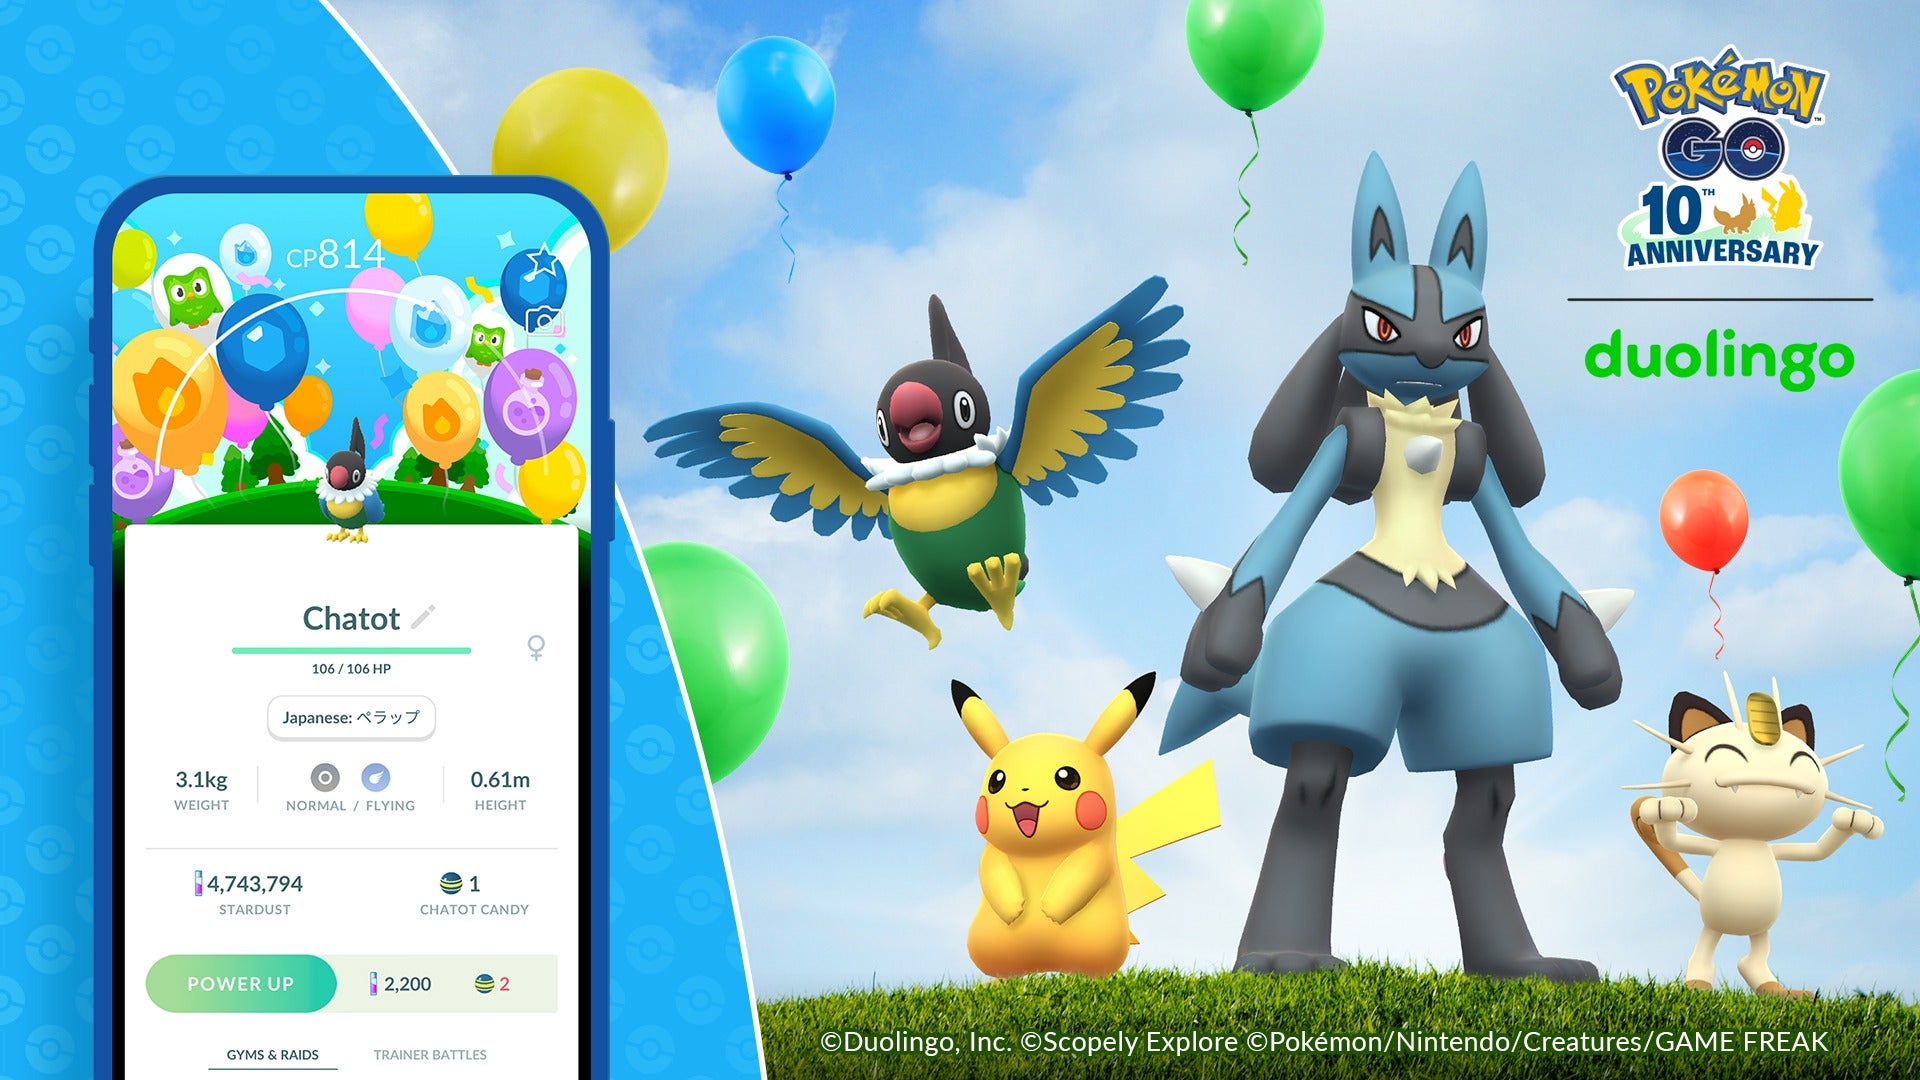 CP814
Chatot
106 / 106 HP
Japanese: ペラップ
3.1kg
WEIGHT
NORMAL / FLYING
0.61m
HEIGHT
4,743,794
STARDUST
1
CHATOT CANDY
POWER UP
2,200
2
GYMS & RAIDS
TRAINER BATTLES
POKéMON™
GO
10TH
ANNIVERSARY
duolingo
©Duolingo, Inc. ©Scopely Explore ©Pokémon/Nintendo/Creatures/GAME FREAK